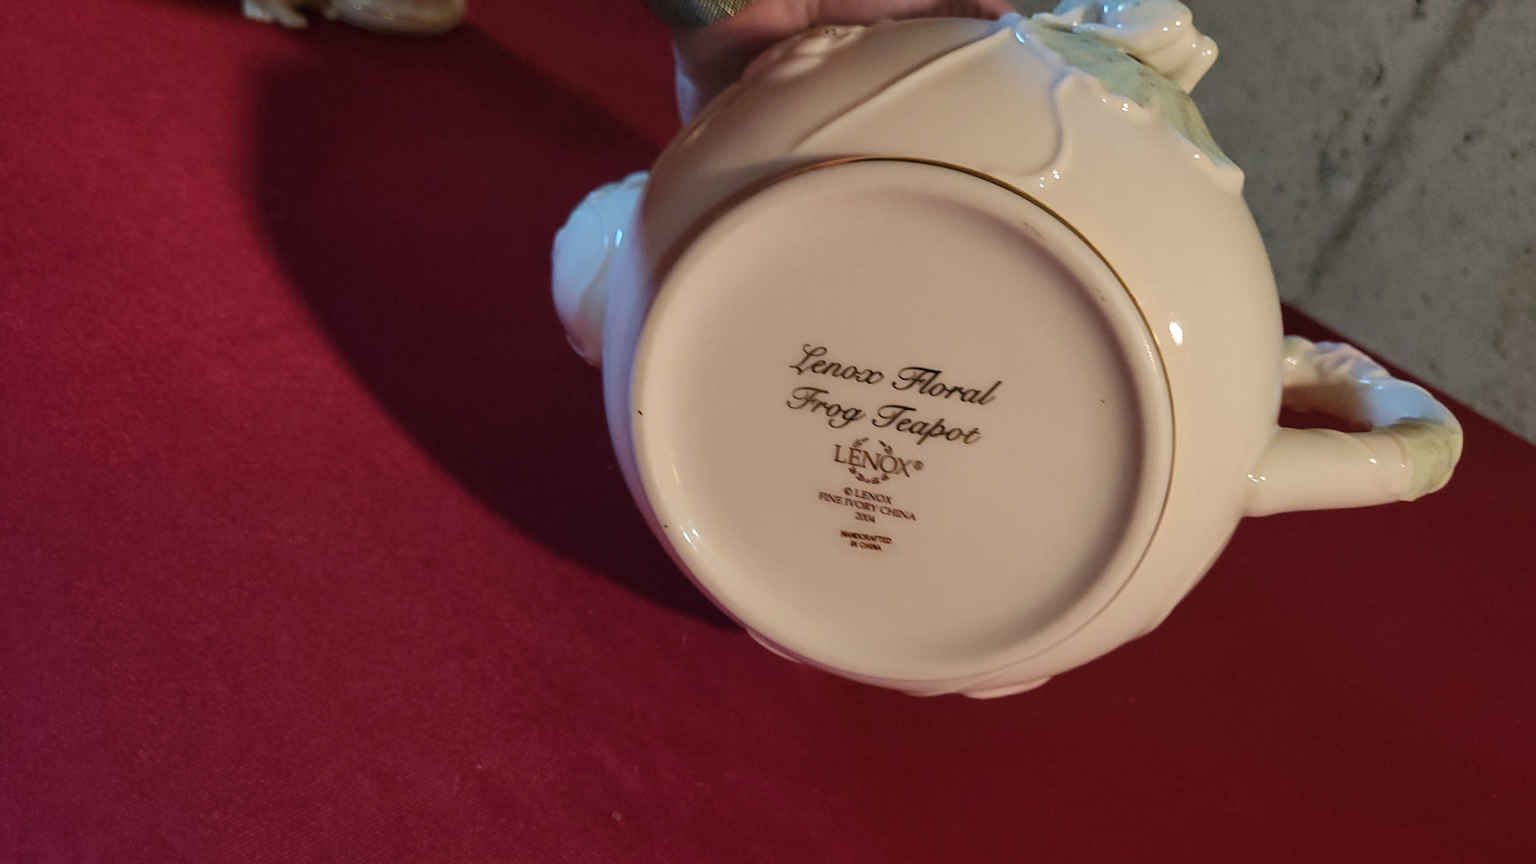 Lenox Floral
Frog Teapot
LENOX®
© LENOX
FINE IVORY CHINA
2004
HANDCRAFTED
IN CHINA